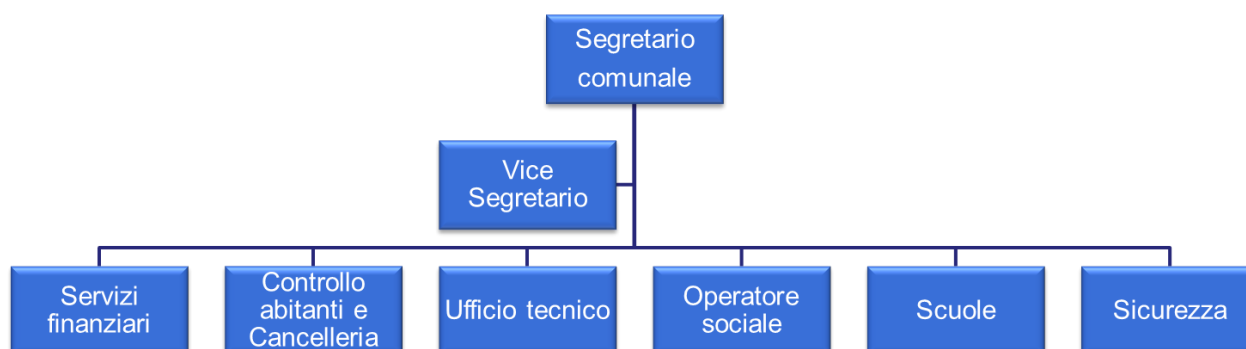 Segretario
comunale
Vice
Segretario
Servizi
finanziari
Controllo
abitanti e
Cancelleria
Ufficio tecnico
Operatore
sociale
Scuole
Sicurezza